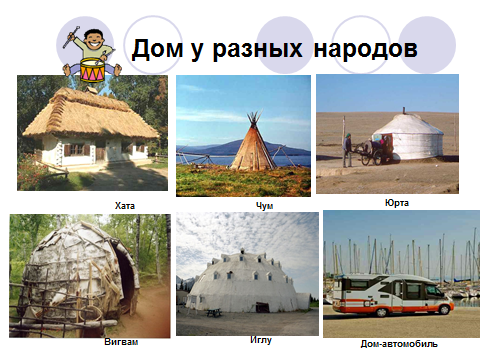 Дом у разных народов
Хата
Чум
Юрта
Вигвам
Иглу
Дом-автомобиль